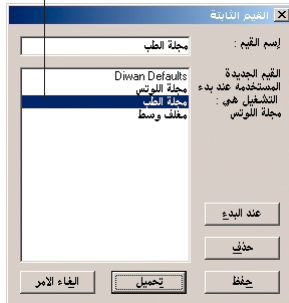 القيم الثابتة
إسم القيم :
مجلة الطب
القيم الجديدة
المستخدمة عند بدء
التشغيل هي :
مجلة اللوتس
Diwan Defaults
مجلة اللوتس
مجلة الطب
مغلف وسط
عند البدء
حذف
حفظ
تحميل
الغاء الامر